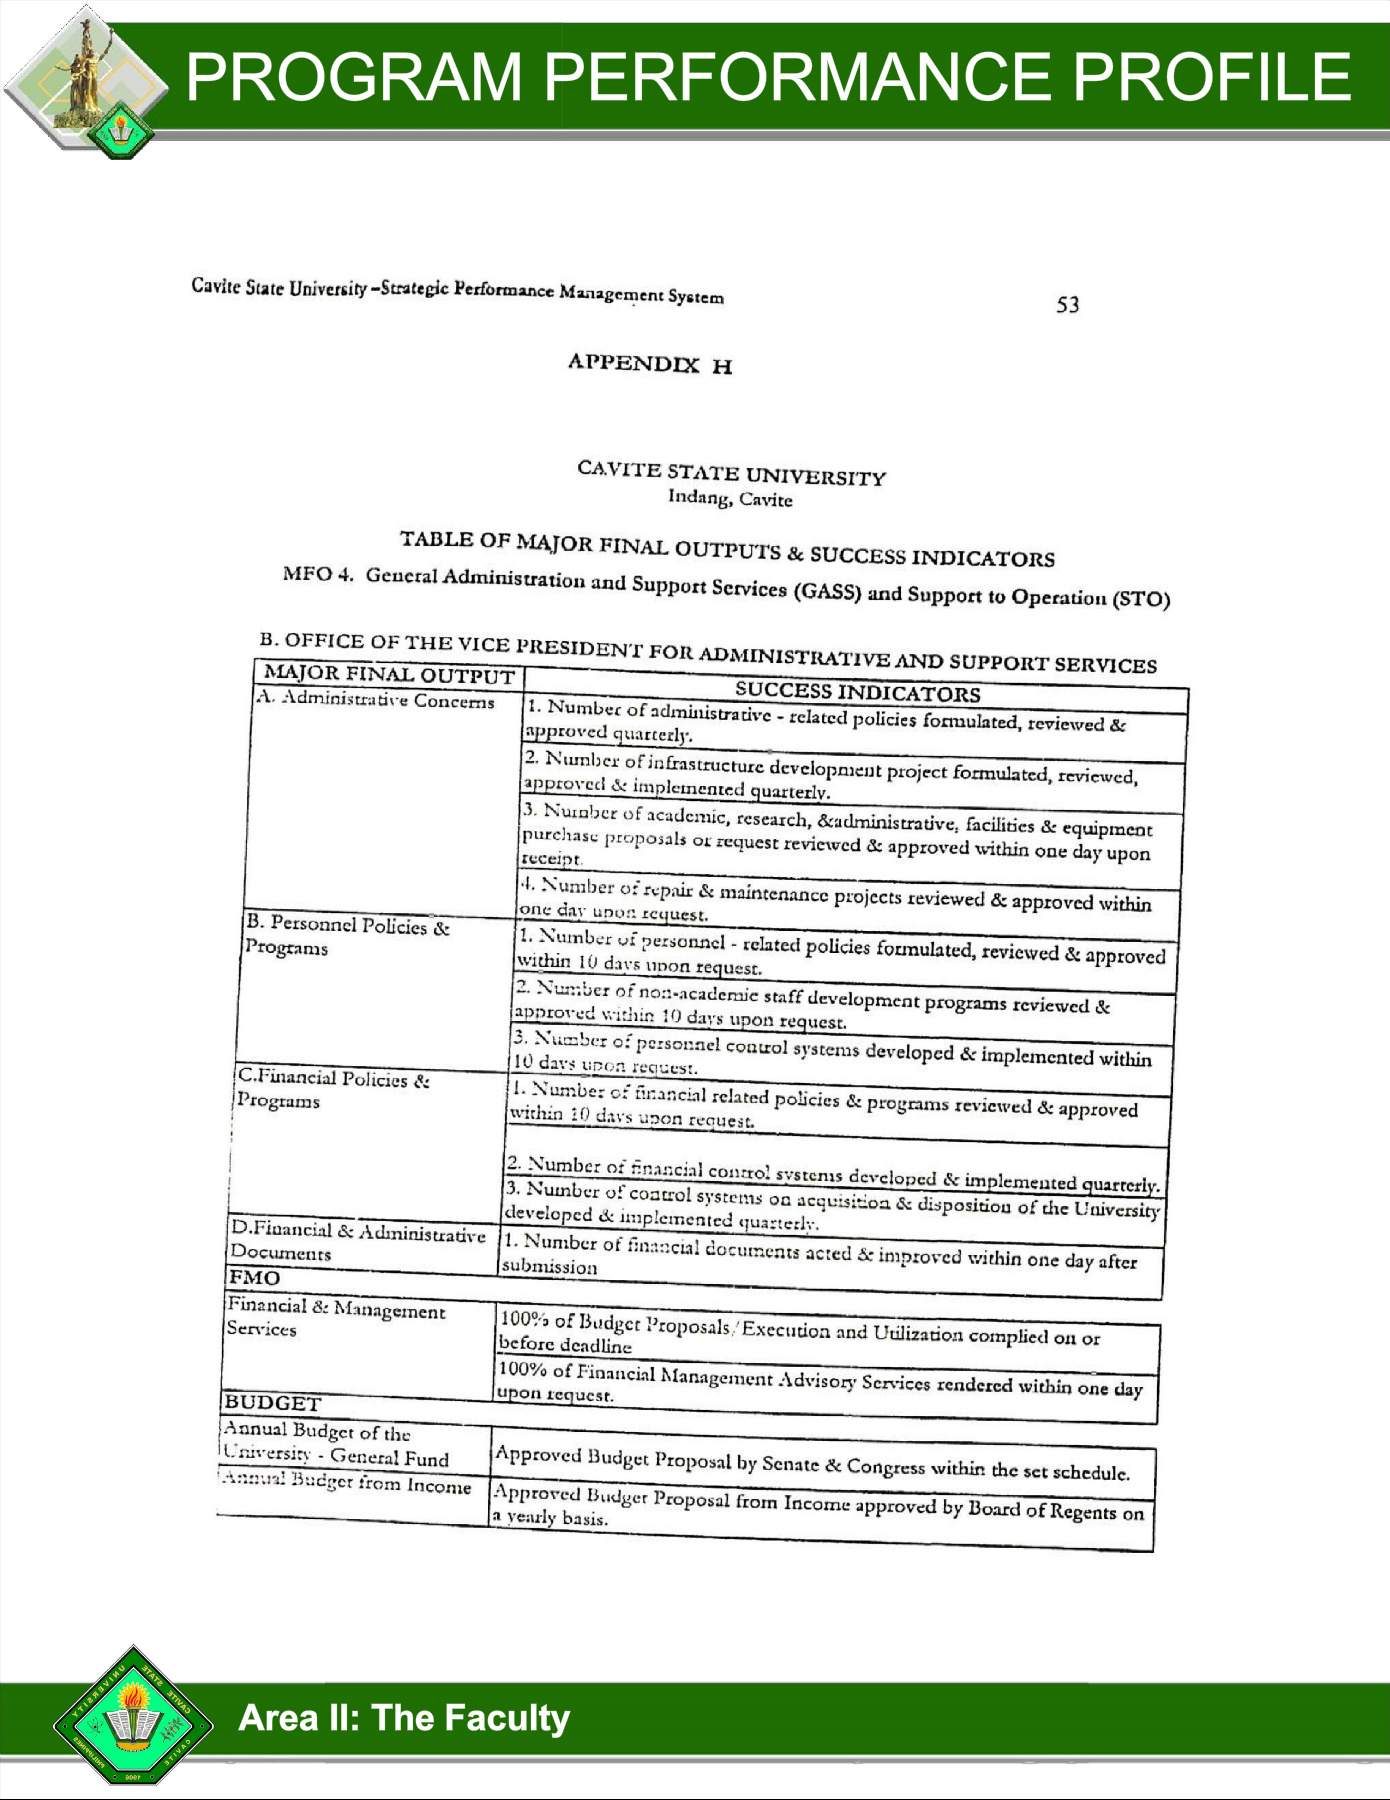 PROGRAM PERFORMANCE PROFILE
Cavite State University –Strategic Performance Management System
53
APPENDIX H
CAVITE STATE UNIVERSITY
Indang, Cavite
TABLE OF MAJOR FINAL OUTPUTS & SUCCESS INDICATORS
MFO 4. General Administration and Support Services (GASS) and Support to Operation (STO)
B. OFFICE OF THE VICE PRESIDENT FOR ADMINISTRATIVE AND SUPPORT SERVICES
MAJOR FINAL OUTPUT
SUCCESS INDICATORS
A. Administrative Concerns
1. Number of administrative - related policies formulated, reviewed &
approved quarterly.
2. Number of infrastructure development project formulated, reviewed,
approved & implemented quarterly.
3. Number of academic, research, &administrative, facilities & equipment
purchase proposals or request reviewed & approved within one day upon
receipt.
4. Number of repair & maintenance projects reviewed & approved within
one day upon request.
B. Personnel Policies &
Programs
1. Number of personnel - related policies formulated, reviewed & approved
within 10 days upon request.
2. Number of non-academic staff development programs reviewed &
approved within 10 days upon request.
3. Number of personnel control systems developed & implemented within
10 days upon request.
C.Financial Policies &
Programs
1. Number of financial related policies & programs reviewed & approved
within 10 days upon request.
2. Number of financial control systems developed & implemented quarterly.
3. Number of control systems on acquisition & disposition of the University
developed & implemented quarterly.
D.Financial & Administrative
Documents
1. Number of financial documents acted & improved within one day after
submission
FMO
Financial & Management
Services
100% of Budget Proposals/Execution and Utilization complied on or
before deadline
100% of Financial Management Advisory Services rendered within one day
upon request.
BUDGET
Annual Budget of the
University - General Fund
Approved Budget Proposal by Senate & Congress within the set schedule.
Annual Budget from Income
Approved Budget Proposal from Income approved by Board of Regents on
a yearly basis.
CAVITE STATE UNIVERSITY
CAVITE
PHILIPPINES
1906
Area II: The Faculty